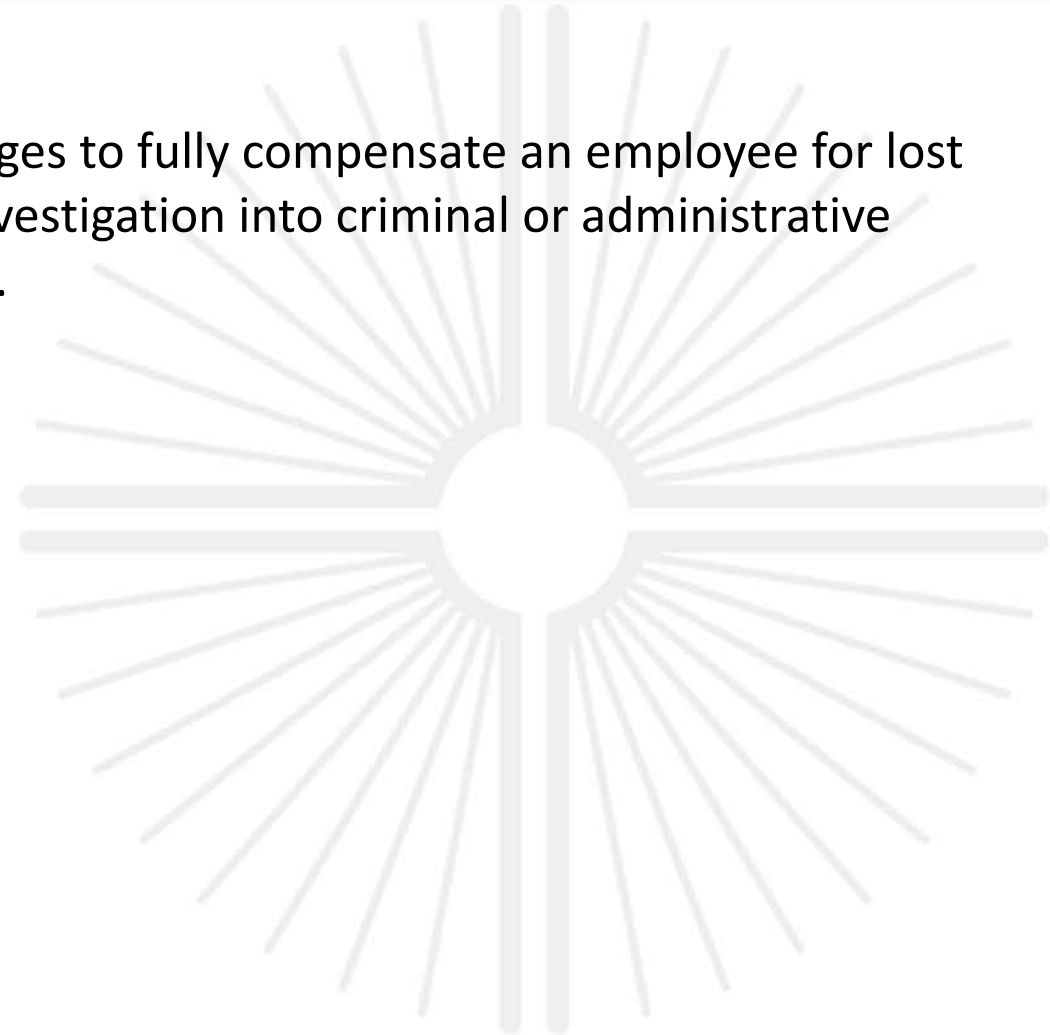 ges to fully compensate an employee for lost
vestigation into criminal or administrative
.